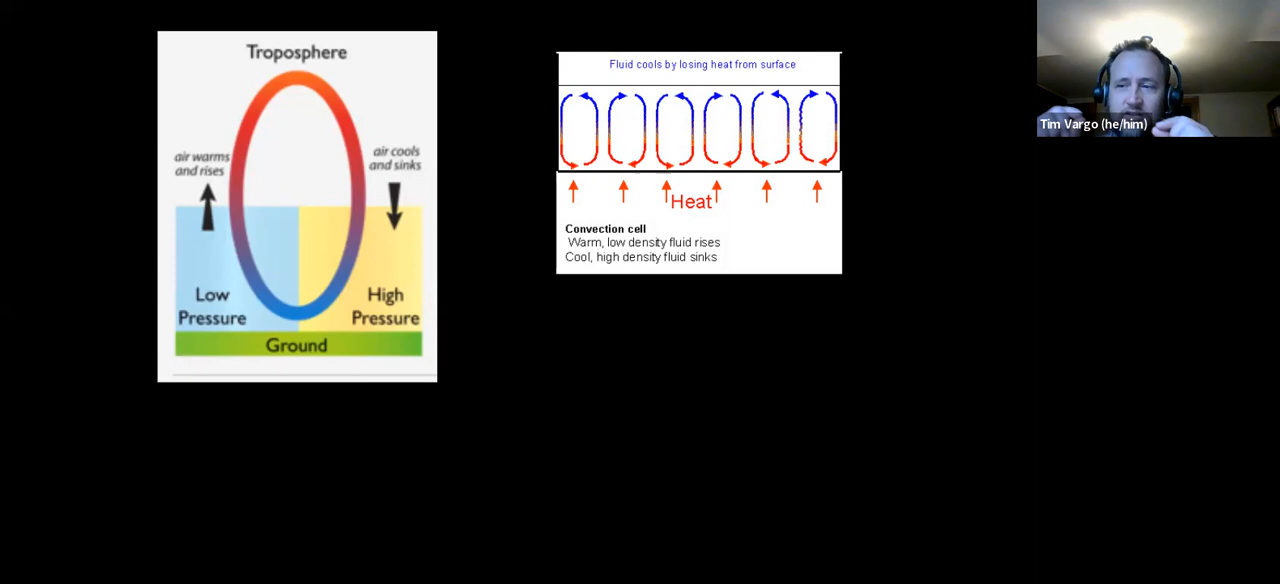 Troposphere
air warms
and rises
air cools
and sinks
Low
Pressure
High
Pressure
Ground
Fluid cools by losing heat from surface
Heat
Convection cell
Warm, low density fluid rises
Cool, high density fluid sinks
Tim Vargo (he/him)